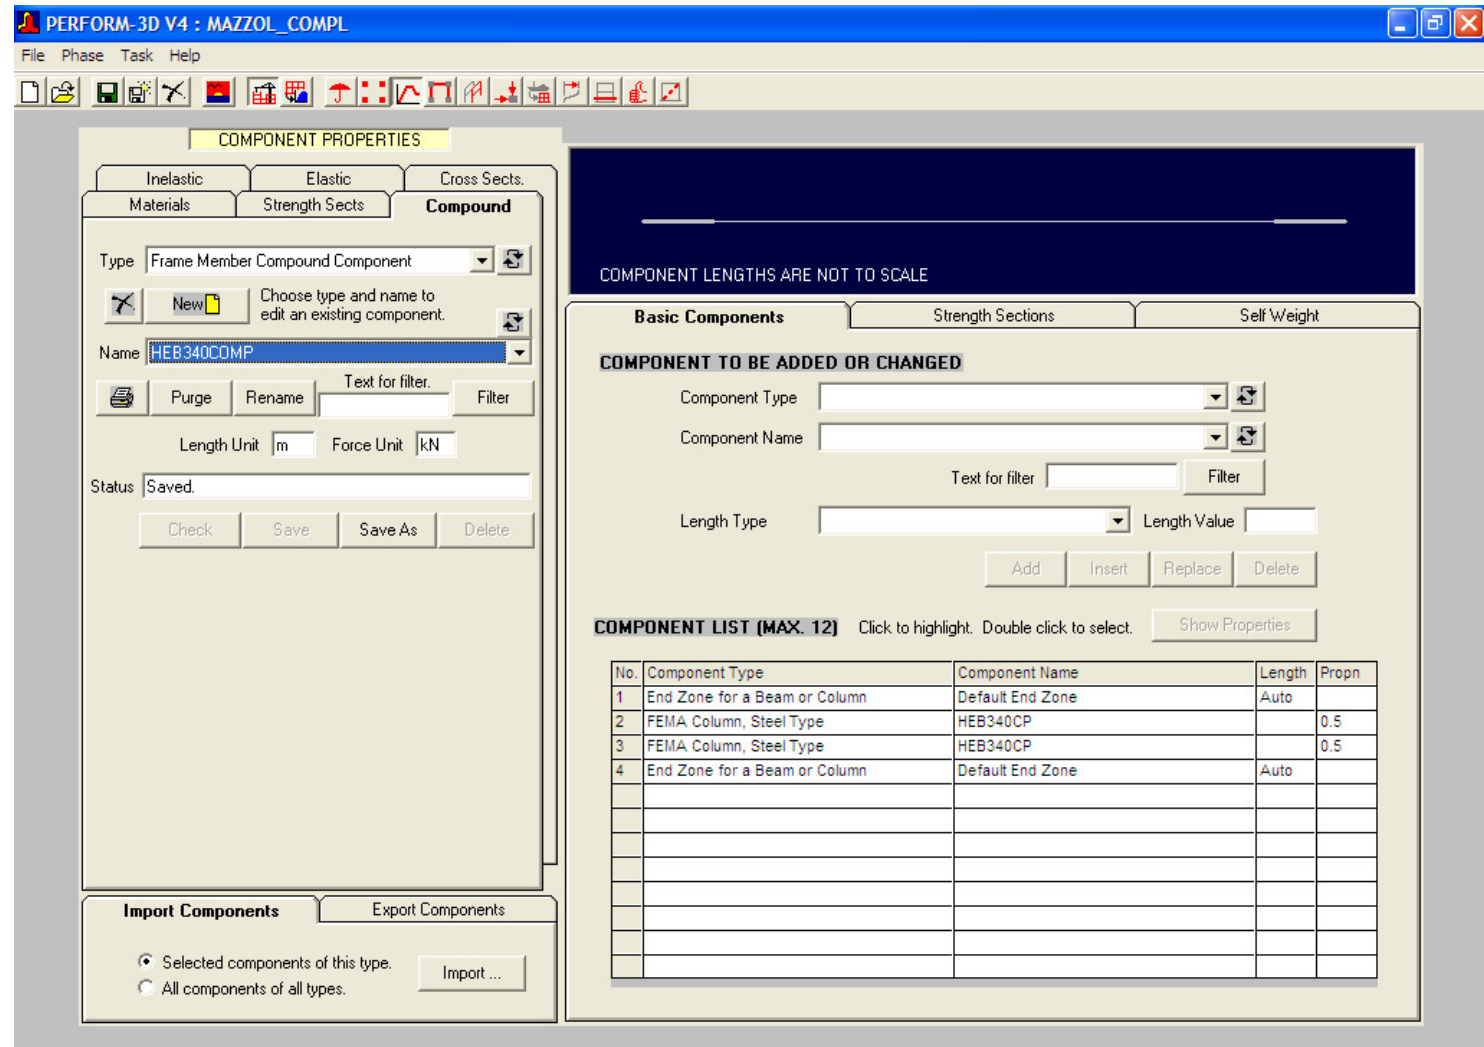 PERFORM-3D V4 : MAZZOL_COMPL
File Phase Task Help
COMPONENT PROPERTIES
Inelastic Elastic Cross Sects.
Materials Strength Sects Compound
Type Frame Member Compound Component
New Choose type and name to
edit an existing component.
Name HEB340COMP
Text for filter.
Purge Rename Filter
Length Unit m Force Unit kN
Status Saved.
Check Save Save As Delete
Import Components Export Components
Selected components of this type.
Import ...
All components of all types.
COMPONENT LENGTHS ARE NOT TO SCALE
Basic Components Strength Sections Self Weight
COMPONENT TO BE ADDED OR CHANGED
Component Type
Component Name
Text for filter Filter
Length Type Length Value
Add Insert Replace Delete
COMPONENT LIST (MAX. 12) Click to highlight. Double click to select. Show Properties
No. Component Type Component Name Length Propn
1 End Zone for a Beam or Column Default End Zone Auto
2 FEMA Column, Steel Type HEB340CP 0.5
3 FEMA Column, Steel Type HEB340CP 0.5
4 End Zone for a Beam or Column Default End Zone Auto